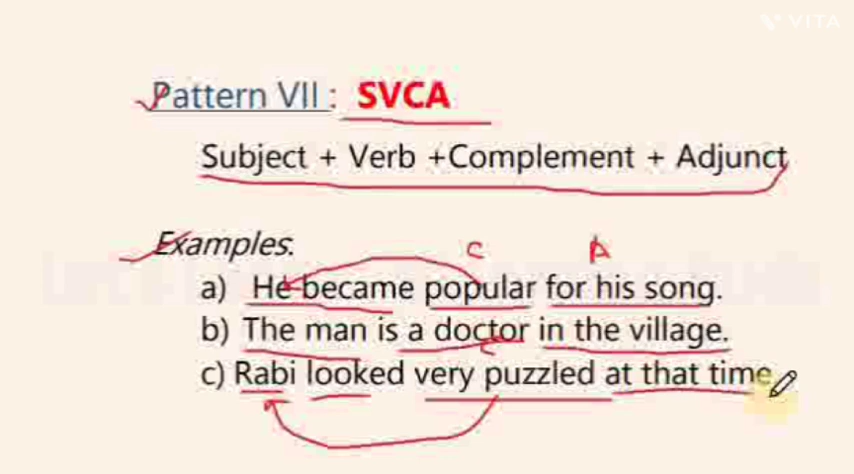 VITA
Pattern VII : SVCA
Subject + Verb +Complement + Adjunct
Examples:
C A
a) He became popular for his song.
b) The man is a doctor in the village.
C
c) Rabi looked very puzzled at that time